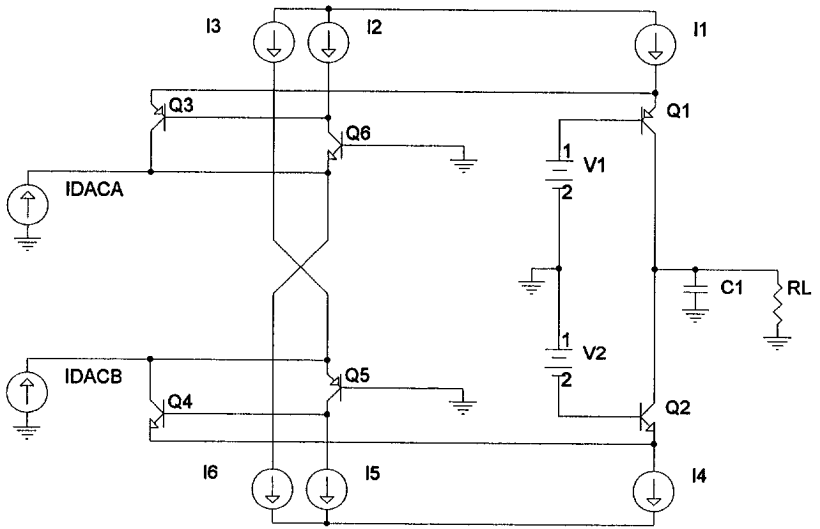 I3 I2 I1
Q3 Q1
Q6
1
IDACA V1
2
C1 RL
1
IDACB V2
Q5 2
Q4 Q2
I6 I5 I4